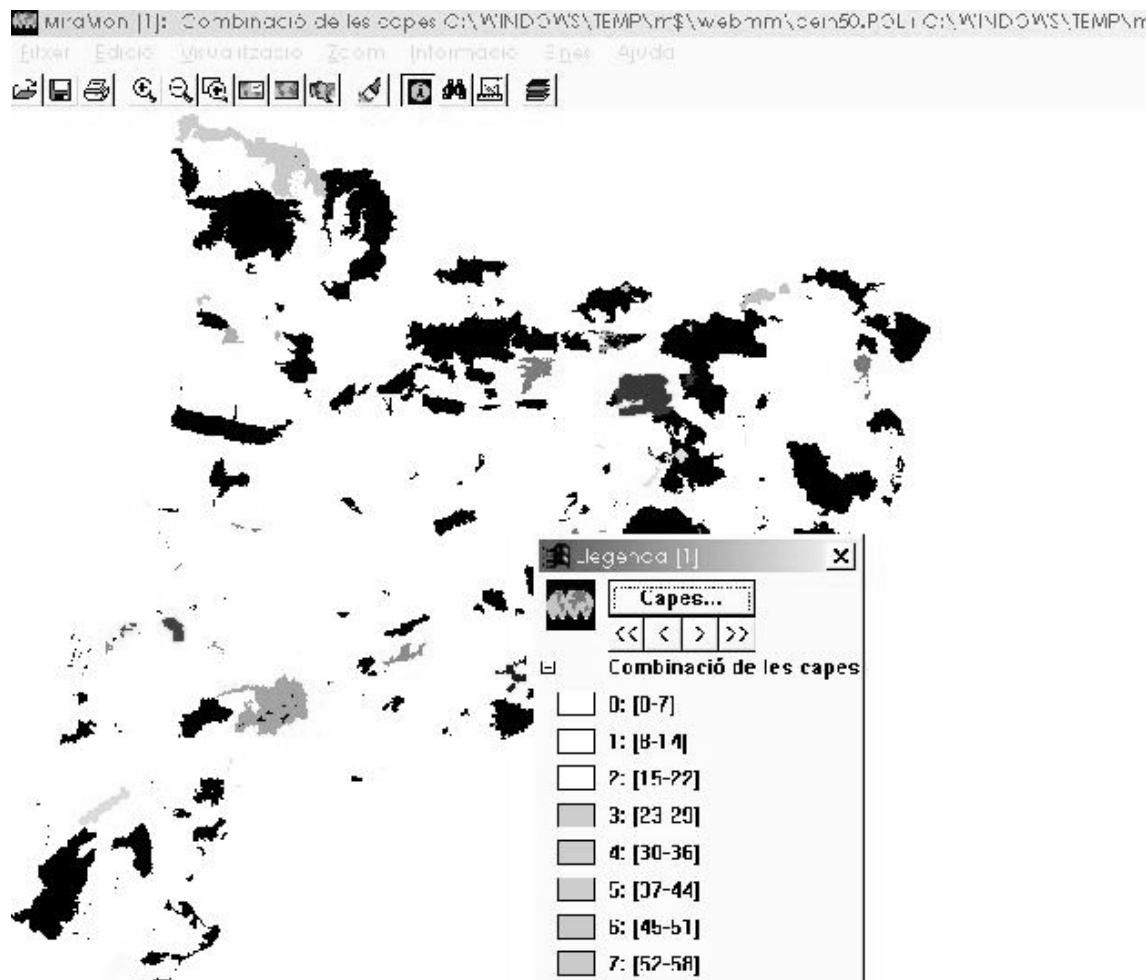 MiraMon [1]: Combinació de les capes C:\WINDOWS\TEMP\m$\webmm\pein50.POL i C:\WINDOWS\TEMP\m
Fitxer Edició Visualització Zoom Informació Eines Ajuda
Llegenda [1]
Capes...
<< < > >>
Combinació de les capes
0: [0-7]
1: [8-14]
2: [15-22]
3: [23-29]
4: [30-36]
5: [37-44]
6: [45-51]
7: [52-58]